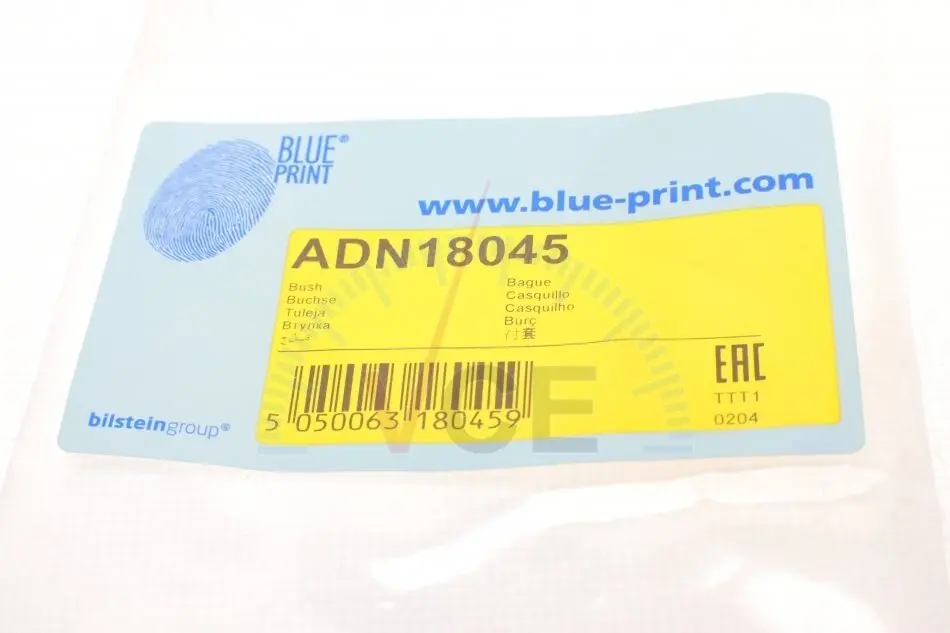 BLUE®
PRINT
www.blue-print.com
ADN18045
Bush
Buchse
Tuleja
Втулка
Bague
Casquillo
Casquilho
Burç
衬套
5 050063 180459
EAC
TTT1
0204
bilsteingroup®
VCE